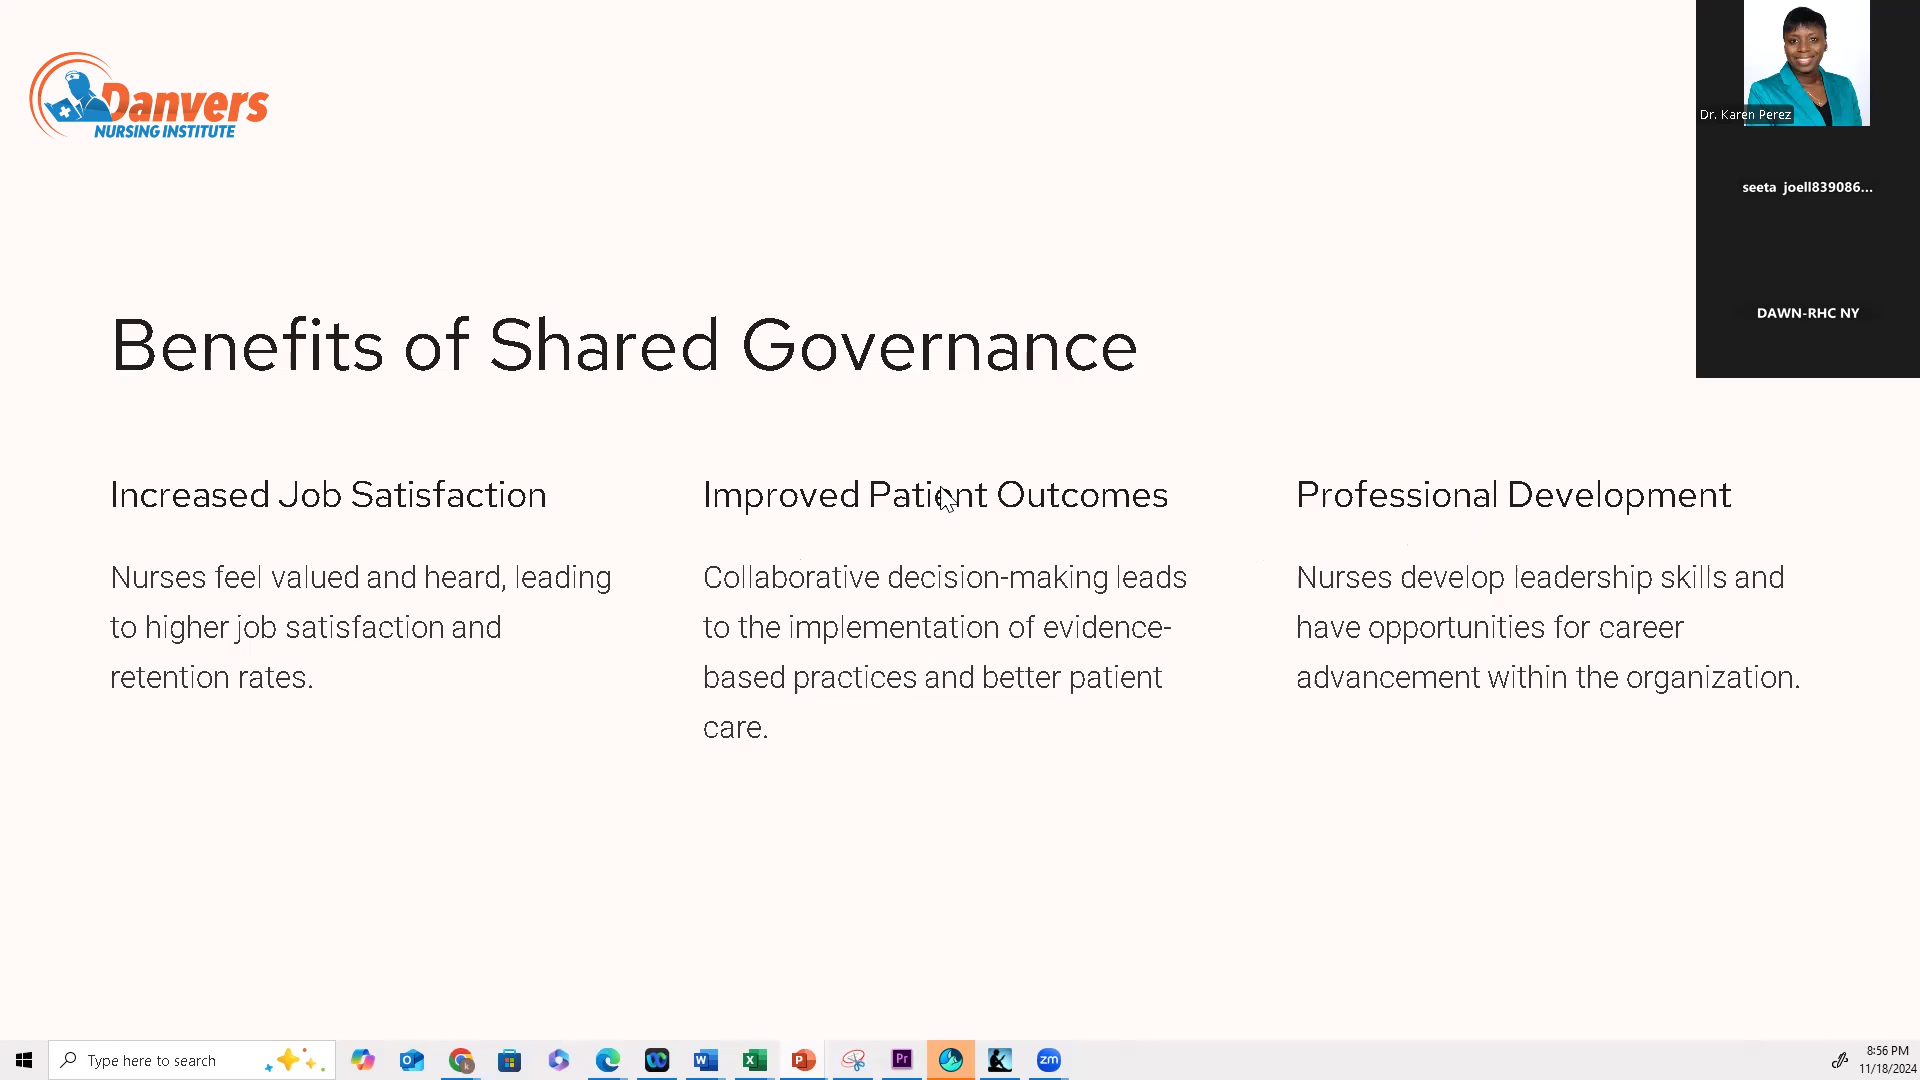 Danvers
NURSING INSTITUTE
Dr. Karen Perez
seeta joell839086...
DAWN-RHC NY
Benefits of Shared Governance
Increased Job Satisfaction
Nurses feel valued and heard, leading
to higher job satisfaction and
retention rates.
Improved Patient Outcomes
Collaborative decision-making leads
to the implementation of evidence-
based practices and better patient
care.
Professional Development
Nurses develop leadership skills and
have opportunities for career
advancement within the organization.
Type here to search
8:56 PM
11/18/2024